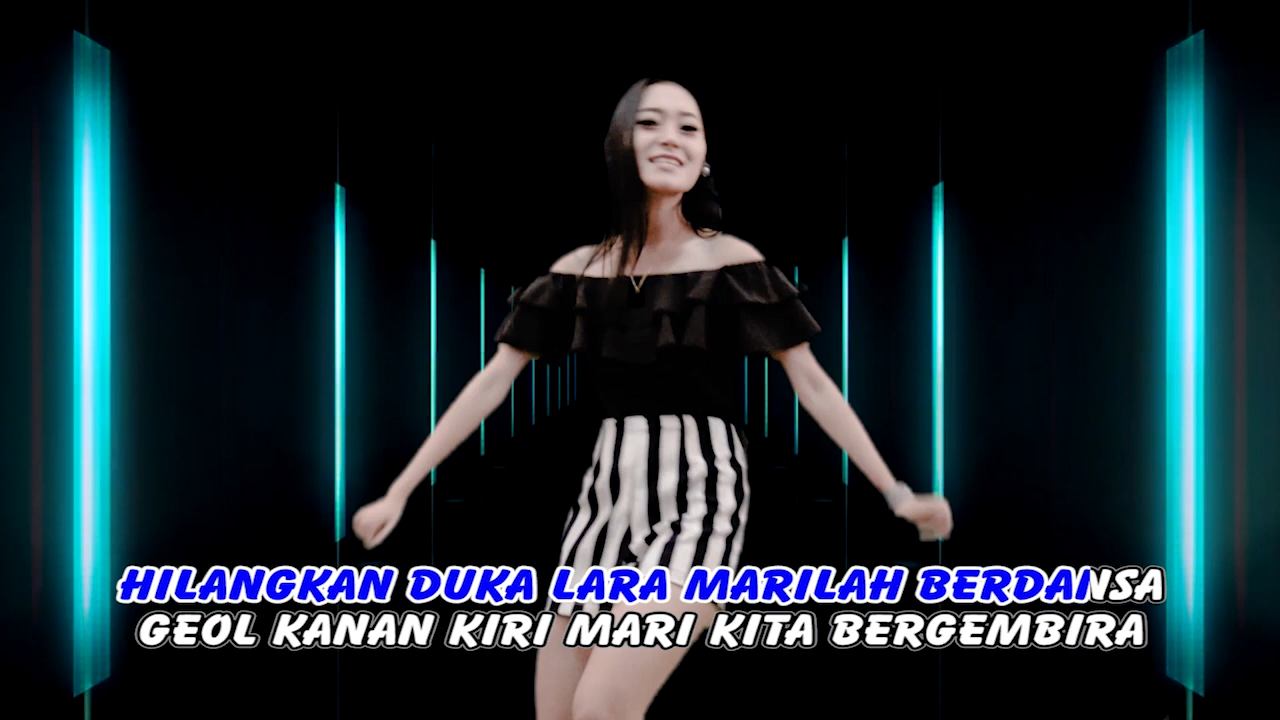 HILANGKAN DUKA LARA MARILAH BERDANSA
GEOL KANAN KIRI MARI KITA BERGEMBIRA